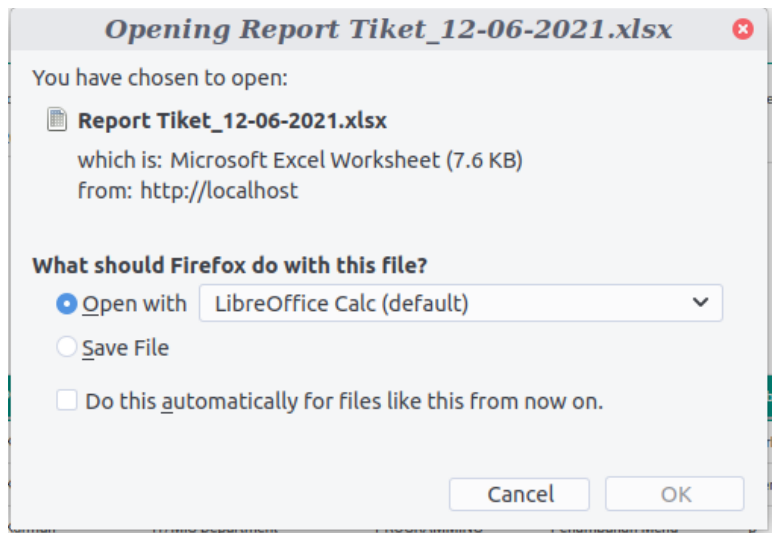 Opening Report Tiket_12-06-2021.xlsx
You have chosen to open:
Report Tiket_12-06-2021.xlsx
which is: Microsoft Excel Worksheet (7.6 KB)
from: http://localhost
What should Firefox do with this file?
Open with LibreOffice Calc (default)
Save File
Do this automatically for files like this from now on.
Cancel OK